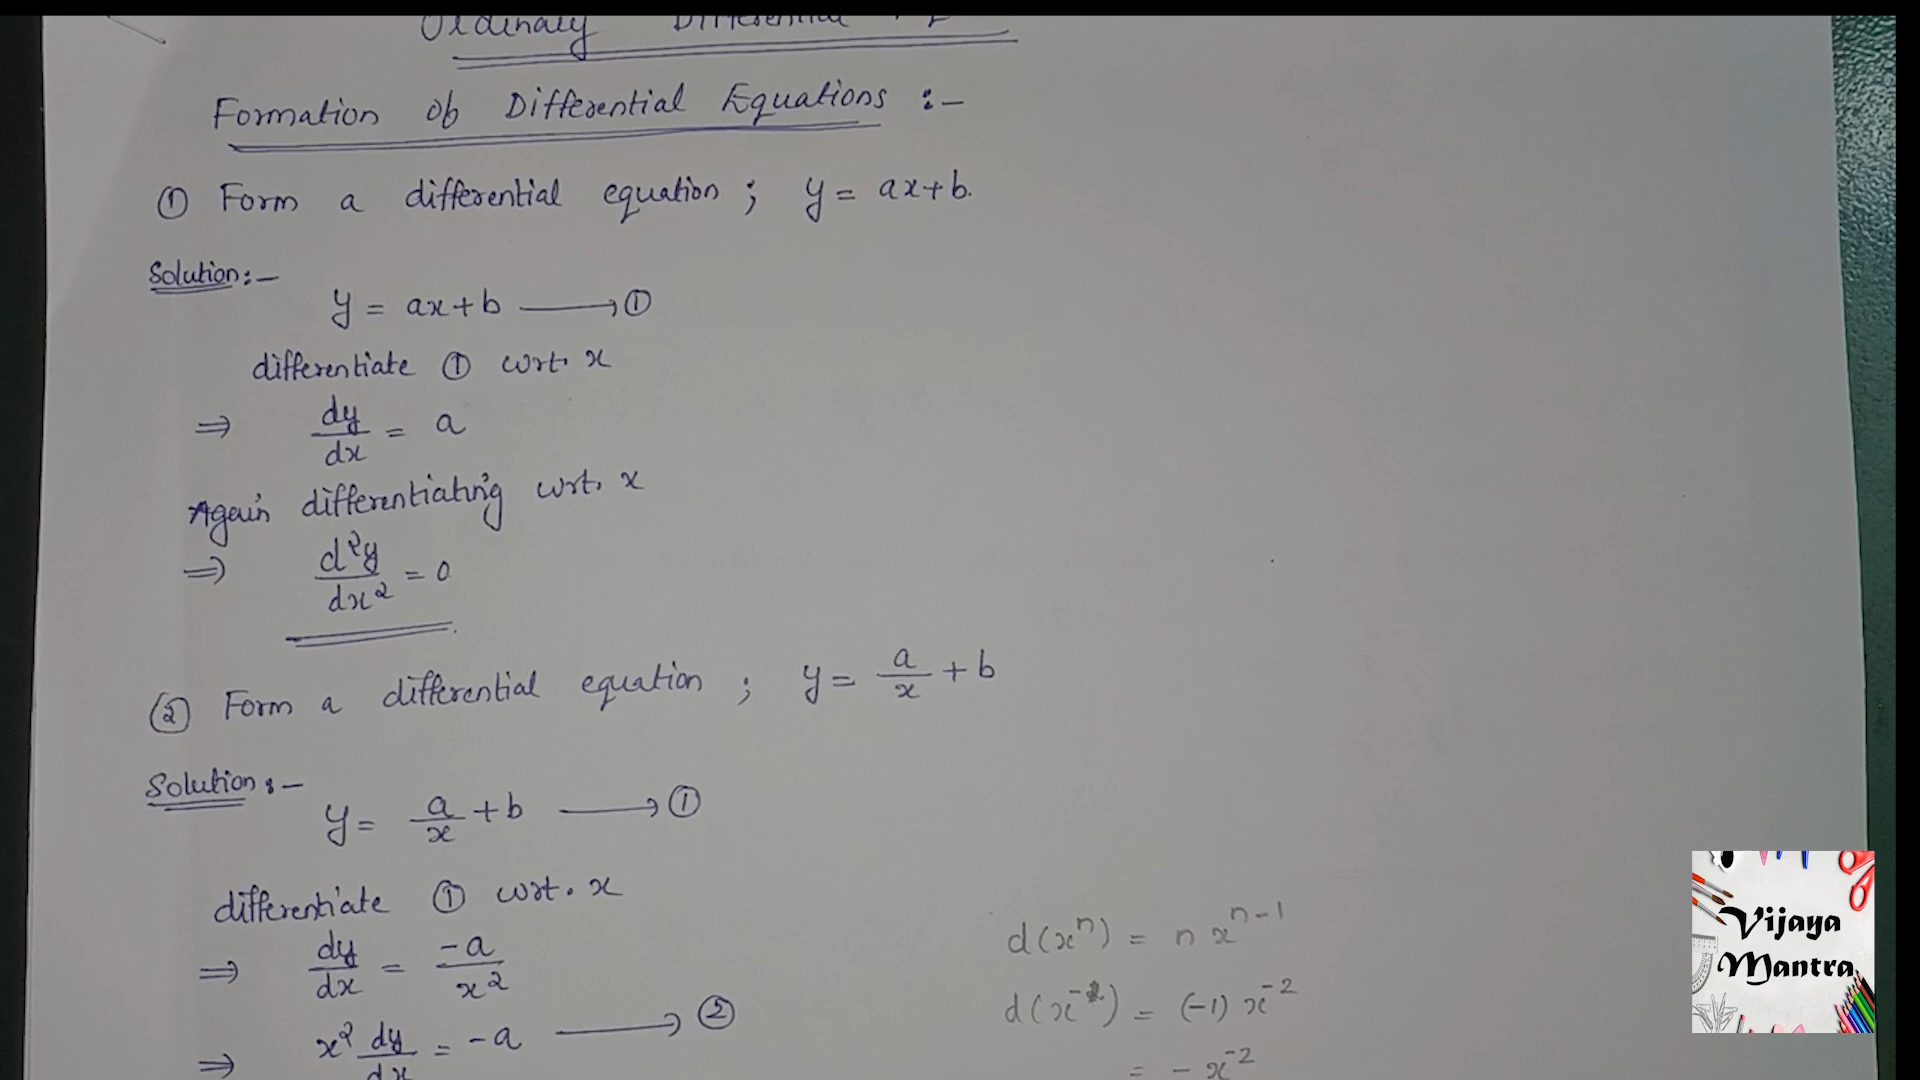 Ordinary Differential
Formation of Differential Equations :-
① Form a differential equation ; y = ax+b.
Solution:-
y = ax+b ⟶ ①
differentiate ① wrt. x
⇒ dy/dx = a
Again differentiating wrt. x
⇒ d²y/dx² = 0
② Form a differential equation ; y = a/x + b
Solution:-
y = a/x + b ⟶ ①
differentiate ① wrt. x
⇒ dy/dx = -a/x²
⇒ x² dy/dx = -a ⟶ ②
d(xⁿ) = n xⁿ⁻¹
d(x⁻¹) = (-1) x⁻²
= - x⁻²
Vijaya
Mantra